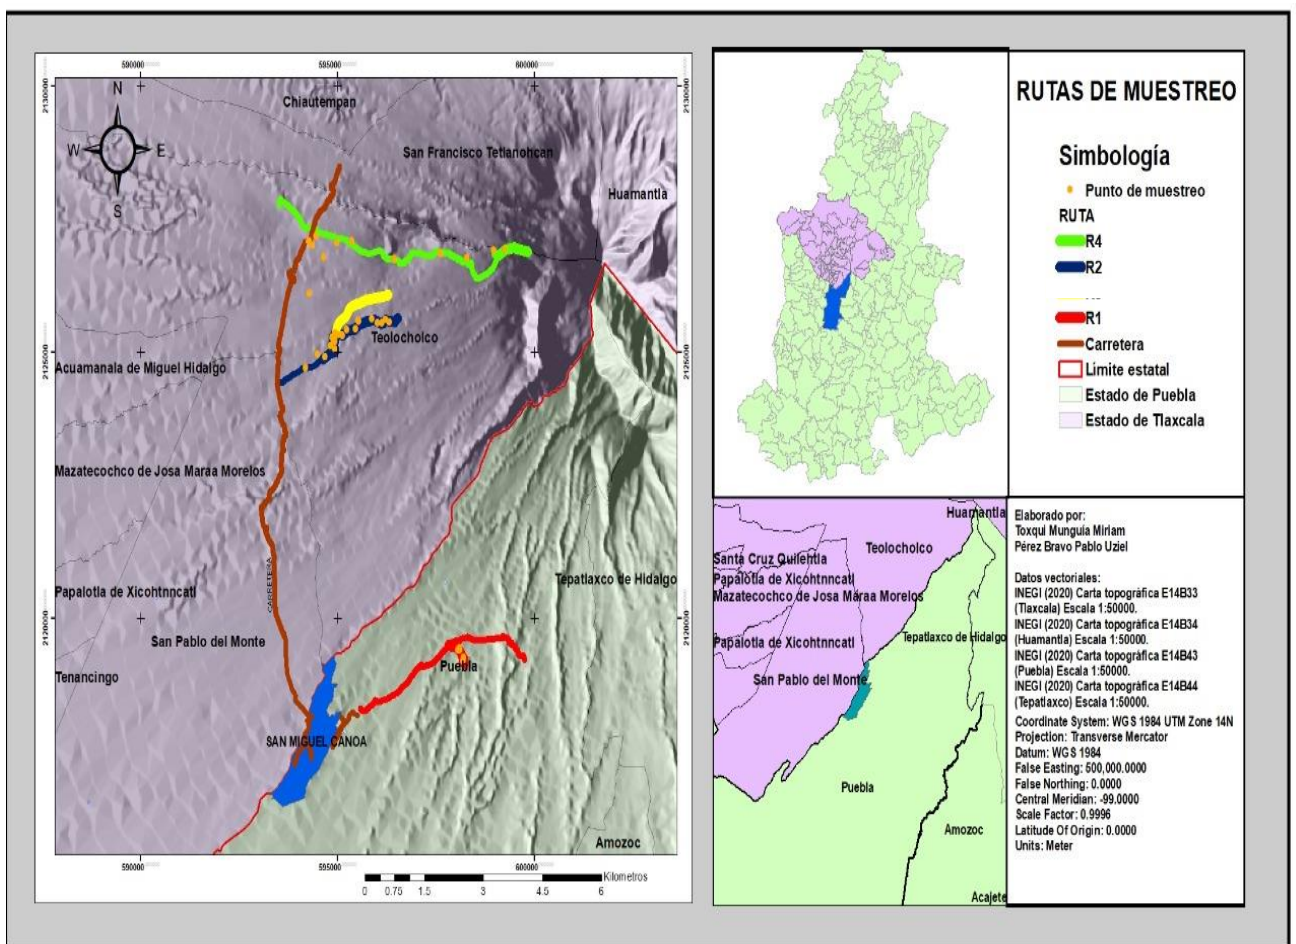 590000
595000
600000
2130000
2130000
N
W
E
S
Chiautempan
San Francisco Tetlanohcan
Huamantla
Teolocholco
2125000
2125000
Acuamanala de Miguel Hidalgo
Mazatecochco de Josa Maraa Morelos
CARRETERA
Papalotla de Xicohtnncatl
Tepatlaxco de Hidalgo
2120000
2120000
San Pablo del Monte
Tenancingo
Puebla
SAN MIGUEL CANOA
Amozoc
590000
595000
600000
Kilometros
0 0.75 1.5 3 4.5 6
RUTAS DE MUESTREO
Simbología
Punto de muestreo
RUTA
R4
R2
R1
Carretera
Limite estatal
Estado de Puebla
Estado de Tlaxcala
Huamantla
Teolocholco
Santa Cruz Quilehtla
Papalotla de Xicohtnncatl
Mazatecochco de Josa Maraa Morelos
Papalotla de Xicohtnncatl
Tepatlaxco de Hidalgo
San Pablo del Monte
Puebla
Amozoc
Acajete
Elaborado por:
Toxqui Munguía Miriam
Pérez Bravo Pablo Uziel
Datos vectoriales:
INEGI (2020) Carta topográfica E14B33
(Tlaxcala) Escala 1:50000.
INEGI (2020) Carta topográfica E14B34
(Huamantla) Escala 1:50000.
INEGI (2020) Carta topográfica E14B43
(Puebla) Escala 1:50000.
INEGI (2020) Carta topográfica E14B44
(Tepatlaxco) Escala 1:50000.
Coordinate System: WGS 1984 UTM Zone 14N
Projection: Transverse Mercator
Datum: WGS 1984
False Easting: 500,000.0000
False Northing: 0.0000
Central Meridian: -99.0000
Scale Factor: 0.9996
Latitude Of Origin: 0.0000
Units: Meter